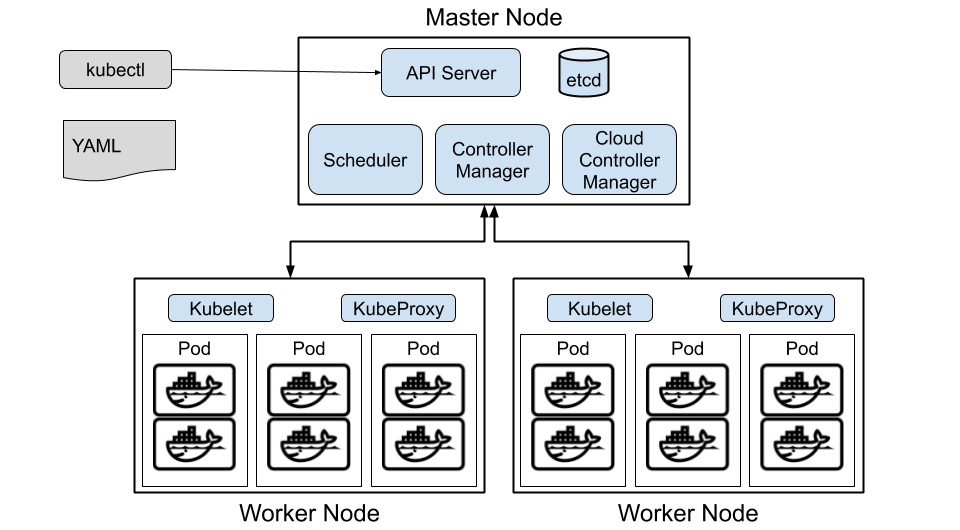 Master Node
kubectl
API Server
etcd
YAML
Scheduler
Controller
Manager
Cloud
Controller
Manager
Kubelet
KubeProxy
Kubelet
KubeProxy
Pod
Pod
Pod
Pod
Pod
Pod
Worker Node
Worker Node